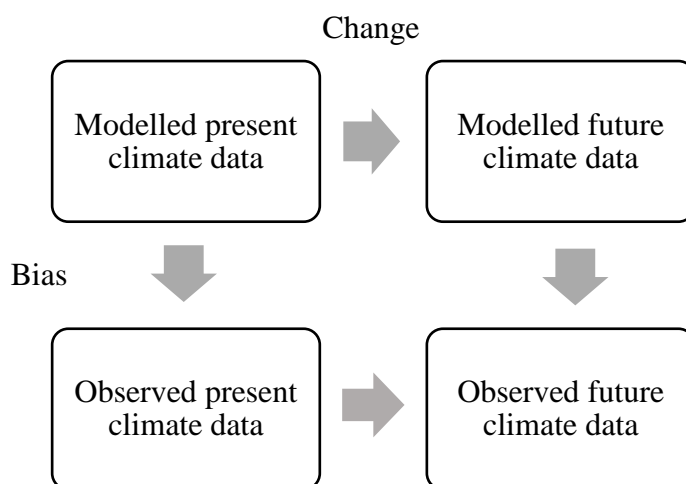 Change
Modelled present
climate data
Modelled future
climate data
Bias
Observed present
climate data
Observed future
climate data